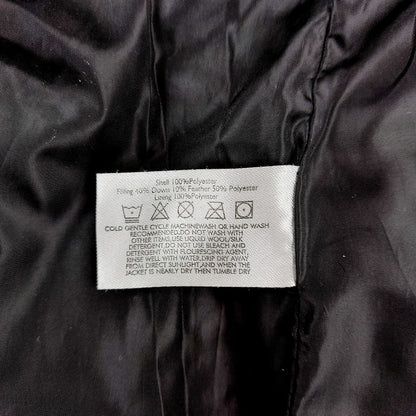 Shell 100%Polyester
Filling 40% Down 10% Feather 50% Polyester
Lining 100%Polyester
COLD GENTLE CYCLE MACHINEWASH OR HAND WASH
RECOMMENDED.DO NOT WASH WITH
OTHER ITEMS,USE LIQUID WOOL/SILK
DETERGENT.DO NOT USE BLEACH AND
DETERGENT WITH FLOURESCING AGENT,
RINSE WELL WITH WATER,DRIP DRY AWAY
FROM DIRECT SUNLIGHT,AND WHEN THE
JACKET IS NEARLY DRY THEN TUMBLE DRY